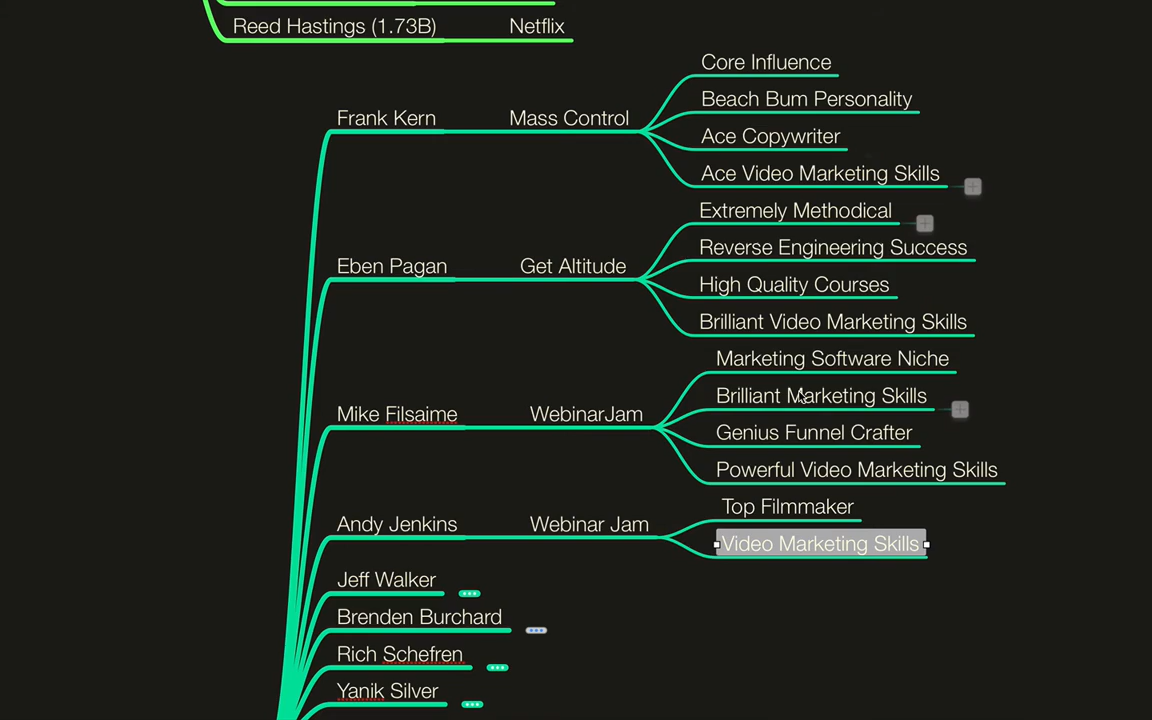 Reed Hastings (1.73B) Netflix
Core Influence
Beach Bum Personality
Frank Kern Mass Control
Ace Copywriter
Ace Video Marketing Skills
Extremely Methodical
Reverse Engineering Success
Eben Pagan Get Altitude
High Quality Courses
Brilliant Video Marketing Skills
Marketing Software Niche
Brilliant Marketing Skills
Mike Filsaime WebinarJam
Genius Funnel Crafter
Powerful Video Marketing Skills
Top Filmmaker
Andy Jenkins Webinar Jam
Video Marketing Skills
Jeff Walker
Brenden Burchard
Rich Schefren
Yanik Silver